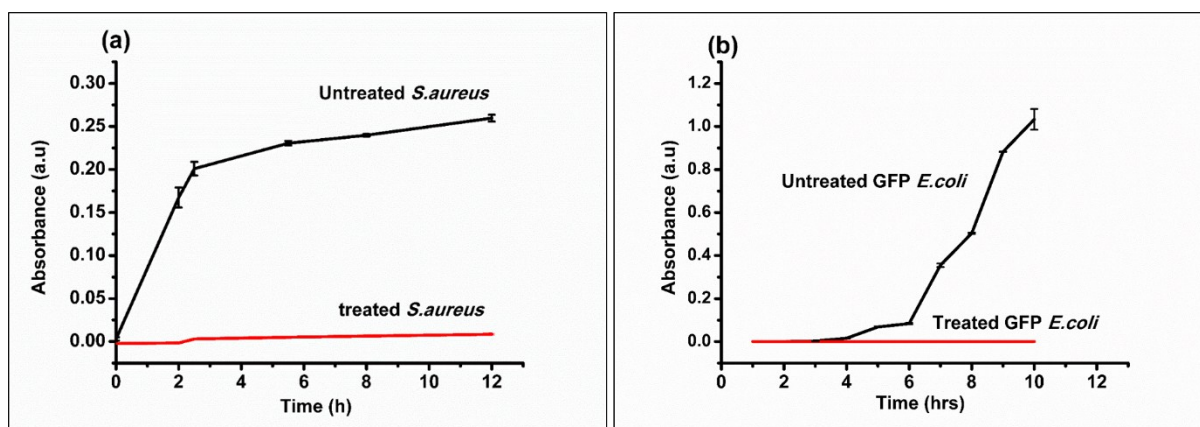 (a)
0.30
0.25
0.20
0.15
0.10
0.05
0.00
Absorbance (a.u)
Untreated S.aureus
treated S.aureus
0 2 4 6 8 10 12
Time (h)
(b)
1.2
1.0
0.8
0.6
0.4
0.2
0.0
Absorbance (a.u)
Untreated GFP E.coli
Treated GFP E.coli
2 4 6 8 10 12
Time (hrs)